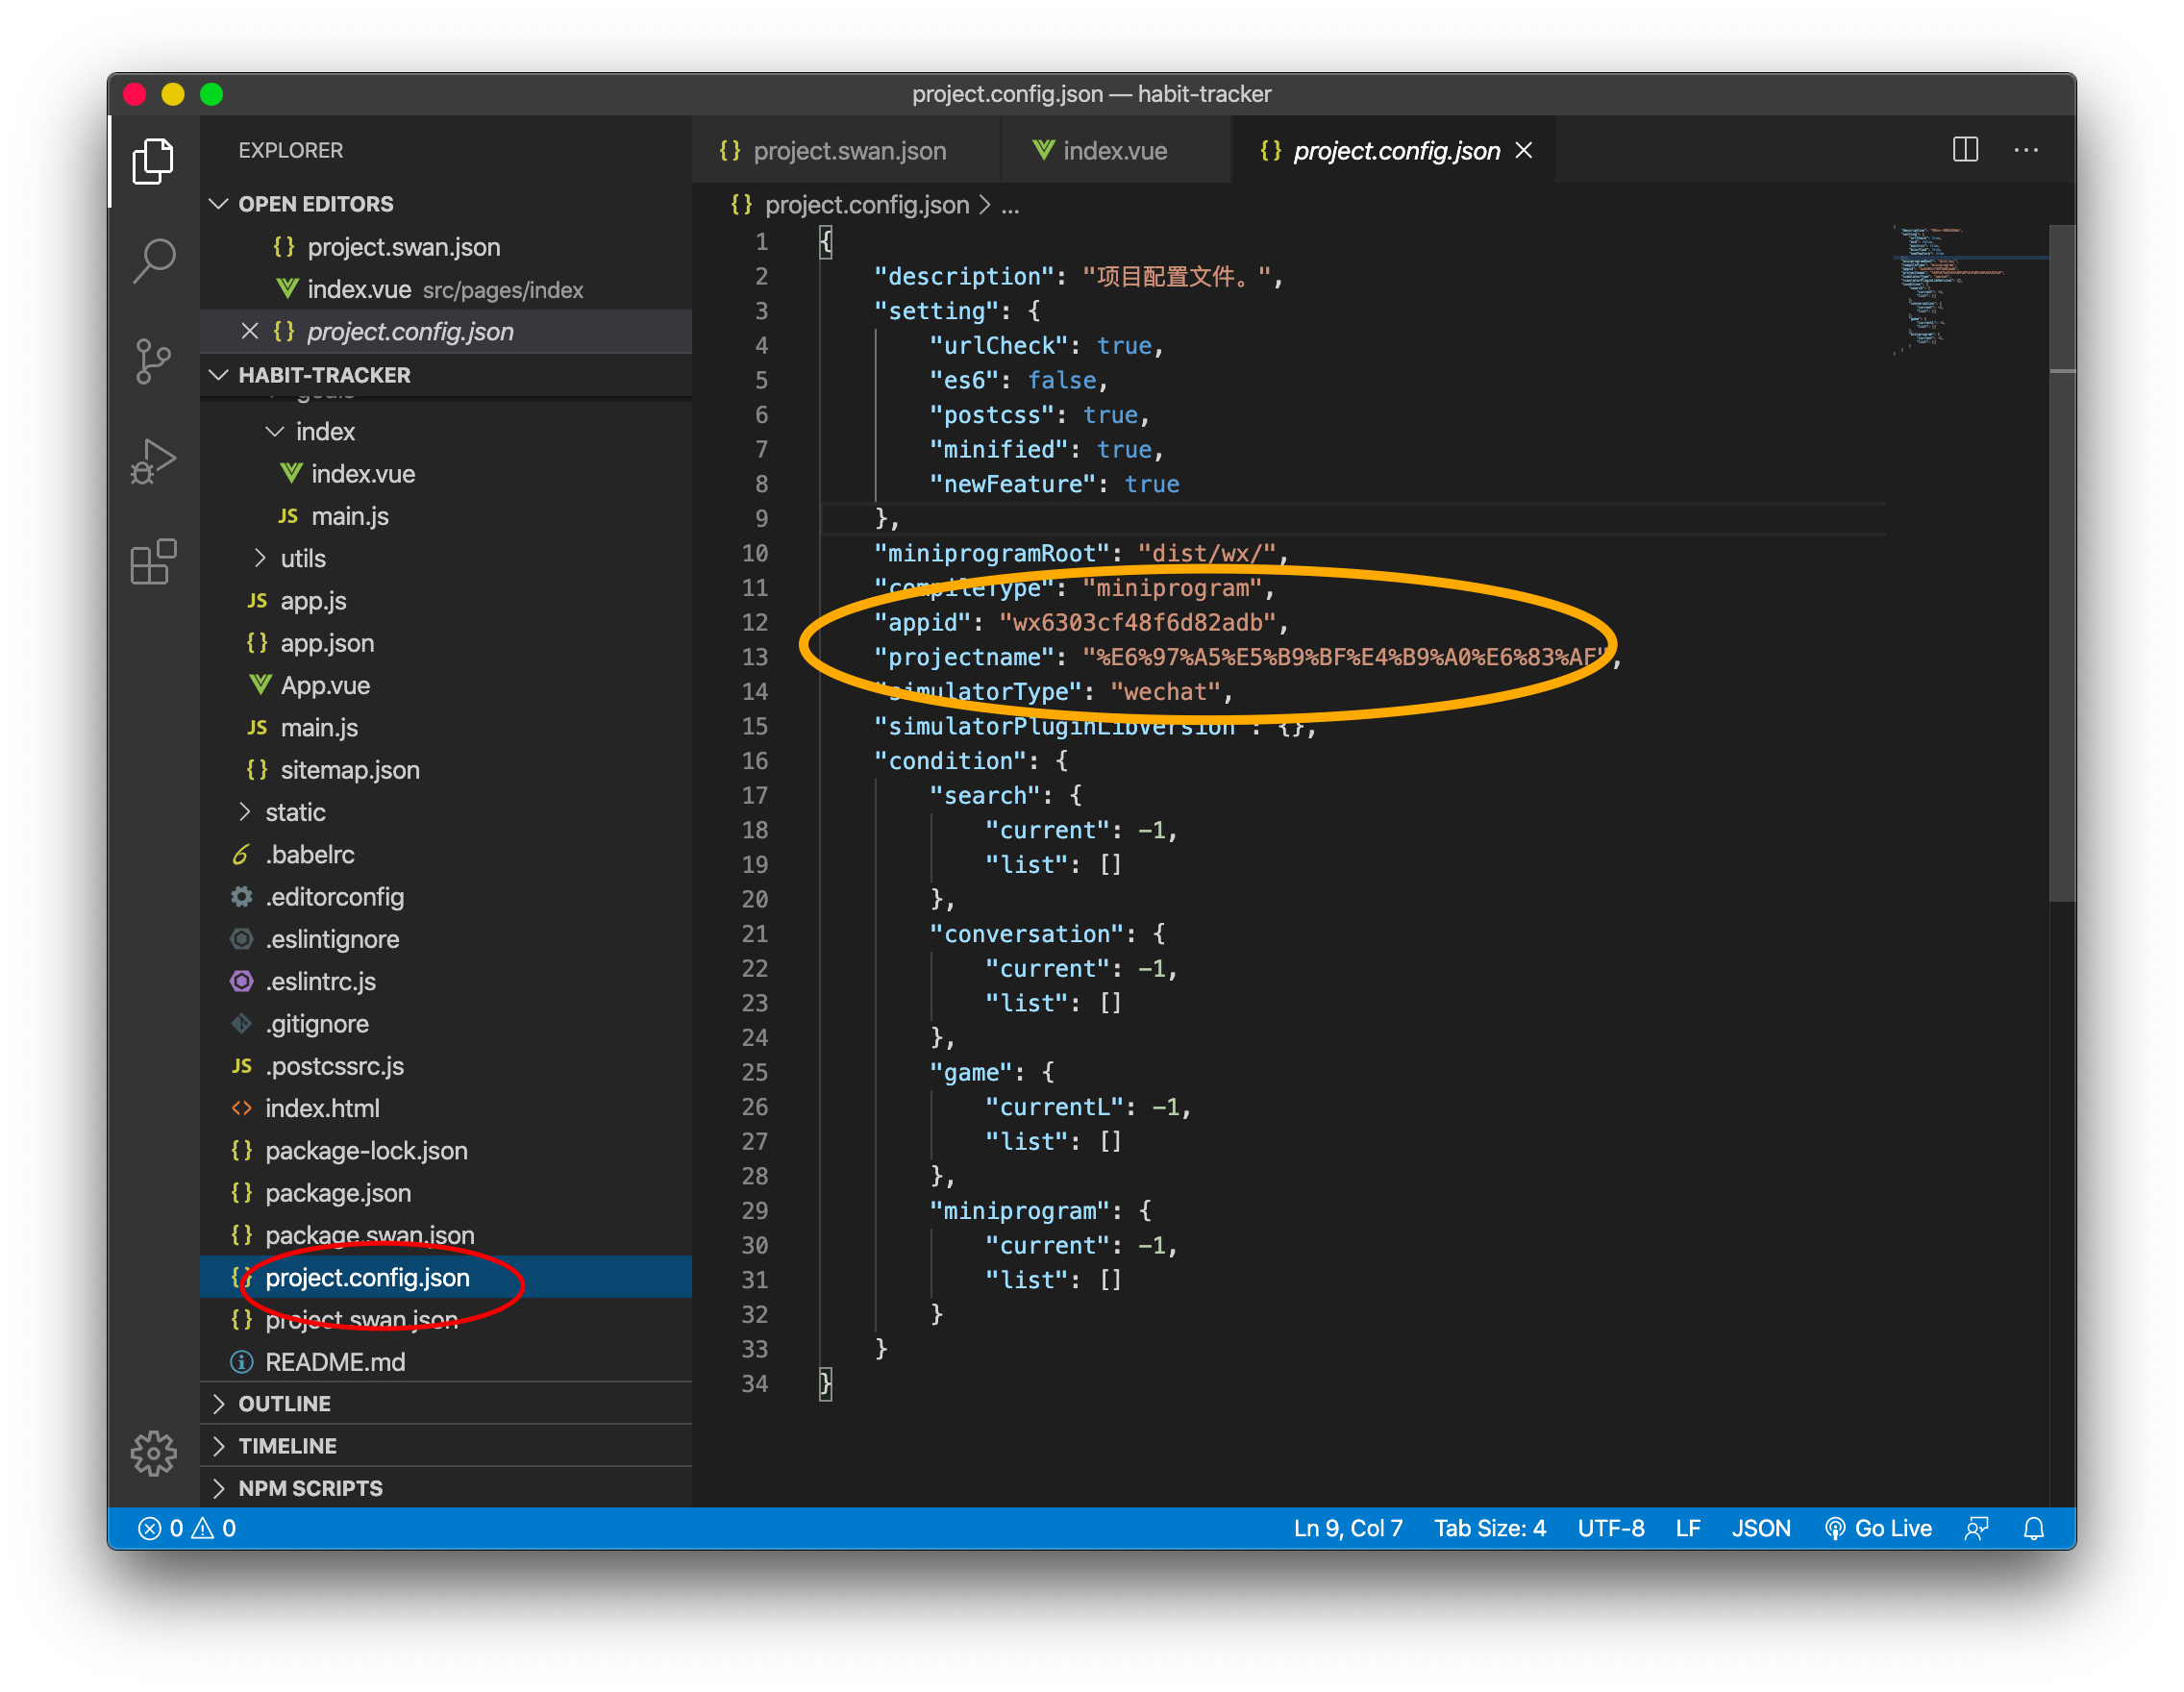 project.config.json — habit-tracker
EXPLORER
OPEN EDITORS
project.swan.json
index.vue src/pages/index
project.config.json
HABIT-TRACKER
goals
index
index.vue
JS main.js
utils
JS app.js
{} app.json
App.vue
JS main.js
{} sitemap.json
static
.babelrc
.editorconfig
.eslintignore
.eslintrc.js
.gitignore
JS .postcssrc.js
<> index.html
{} package-lock.json
{} package.json
{} package.swan.json
{} project.config.json
{} project.swan.json
README.md
OUTLINE
TIMELINE
NPM SCRIPTS
{} project.swan.json index.vue {} project.config.json
{} project.config.json > ...
1 {
2 "description": "项目配置文件。",
3 "setting": {
4 "urlCheck": true,
5 "es6": false,
6 "postcss": true,
7 "minified": true,
8 "newFeature": true
9 },
10 "miniprogramRoot": "dist/wx/",
11 "compileType": "miniprogram",
12 "appid": "wx6303cf48f6d82adb",
13 "projectname": "%E6%97%A5%E5%B9%BF%E4%B9%A0%E6%83%AF",
14 "simulatorType": "wechat",
15 "simulatorPluginLibVersion": {},
16 "condition": {
17 "search": {
18 "current": -1,
19 "list": []
20 },
21 "conversation": {
22 "current": -1,
23 "list": []
24 },
25 "game": {
26 "currentL": -1,
27 "list": []
28 },
29 "miniprogram": {
30 "current": -1,
31 "list": []
32 }
33 }
34 }
0 0 Ln 9, Col 7 Tab Size: 4 UTF-8 LF JSON Go Live